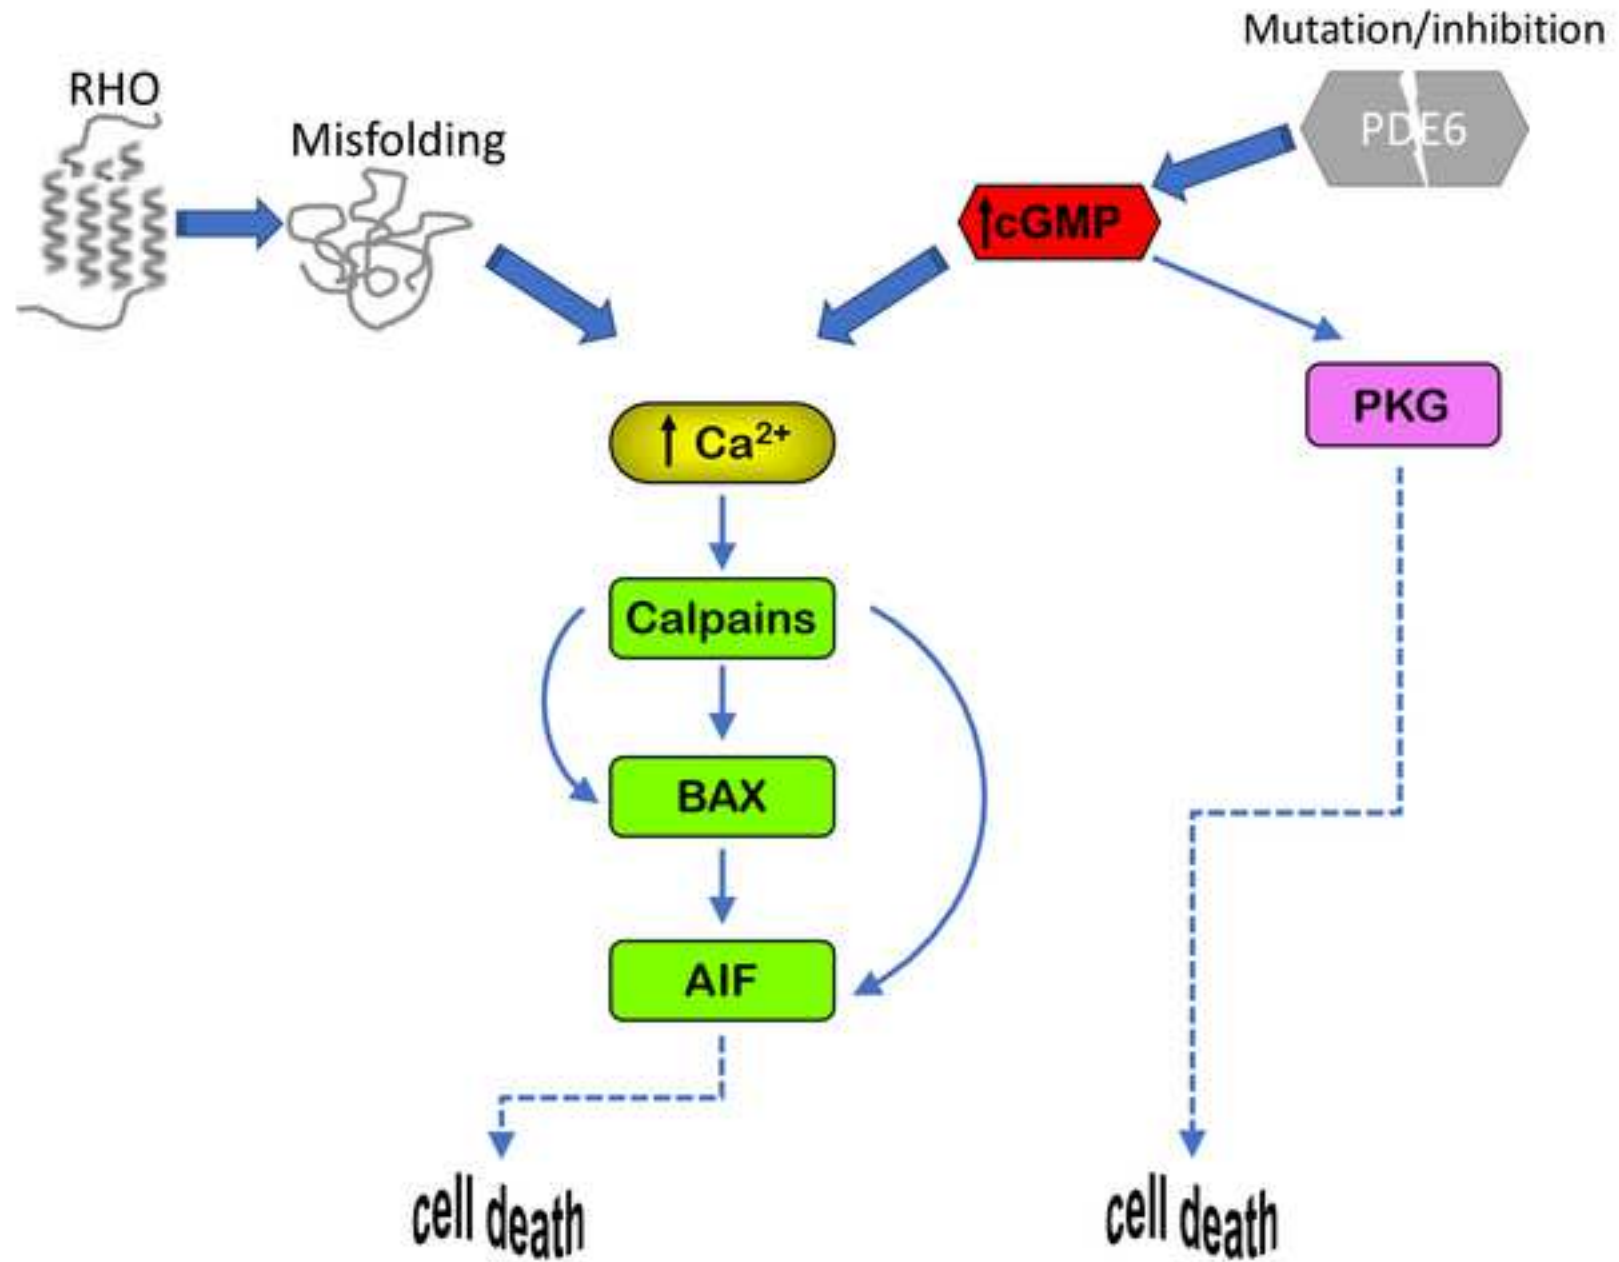 Mutation/inhibition
RHO
Misfolding
PDE6
↑cGMP
↑ Ca²⁺
PKG
Calpains
BAX
AIF
cell death
cell death